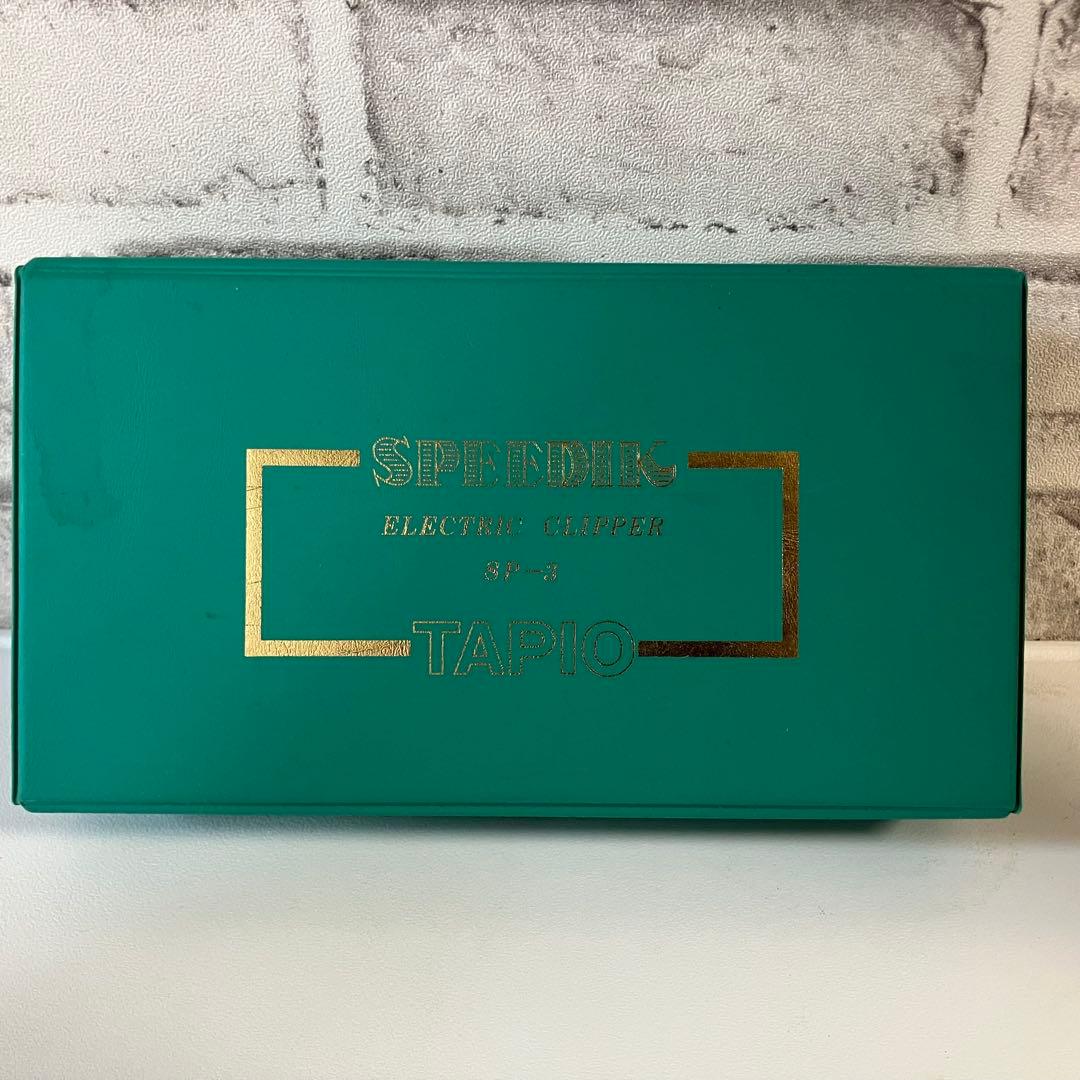 SPEEDIK
ELECTRIC CLIPPER
SP-3
TAPIO